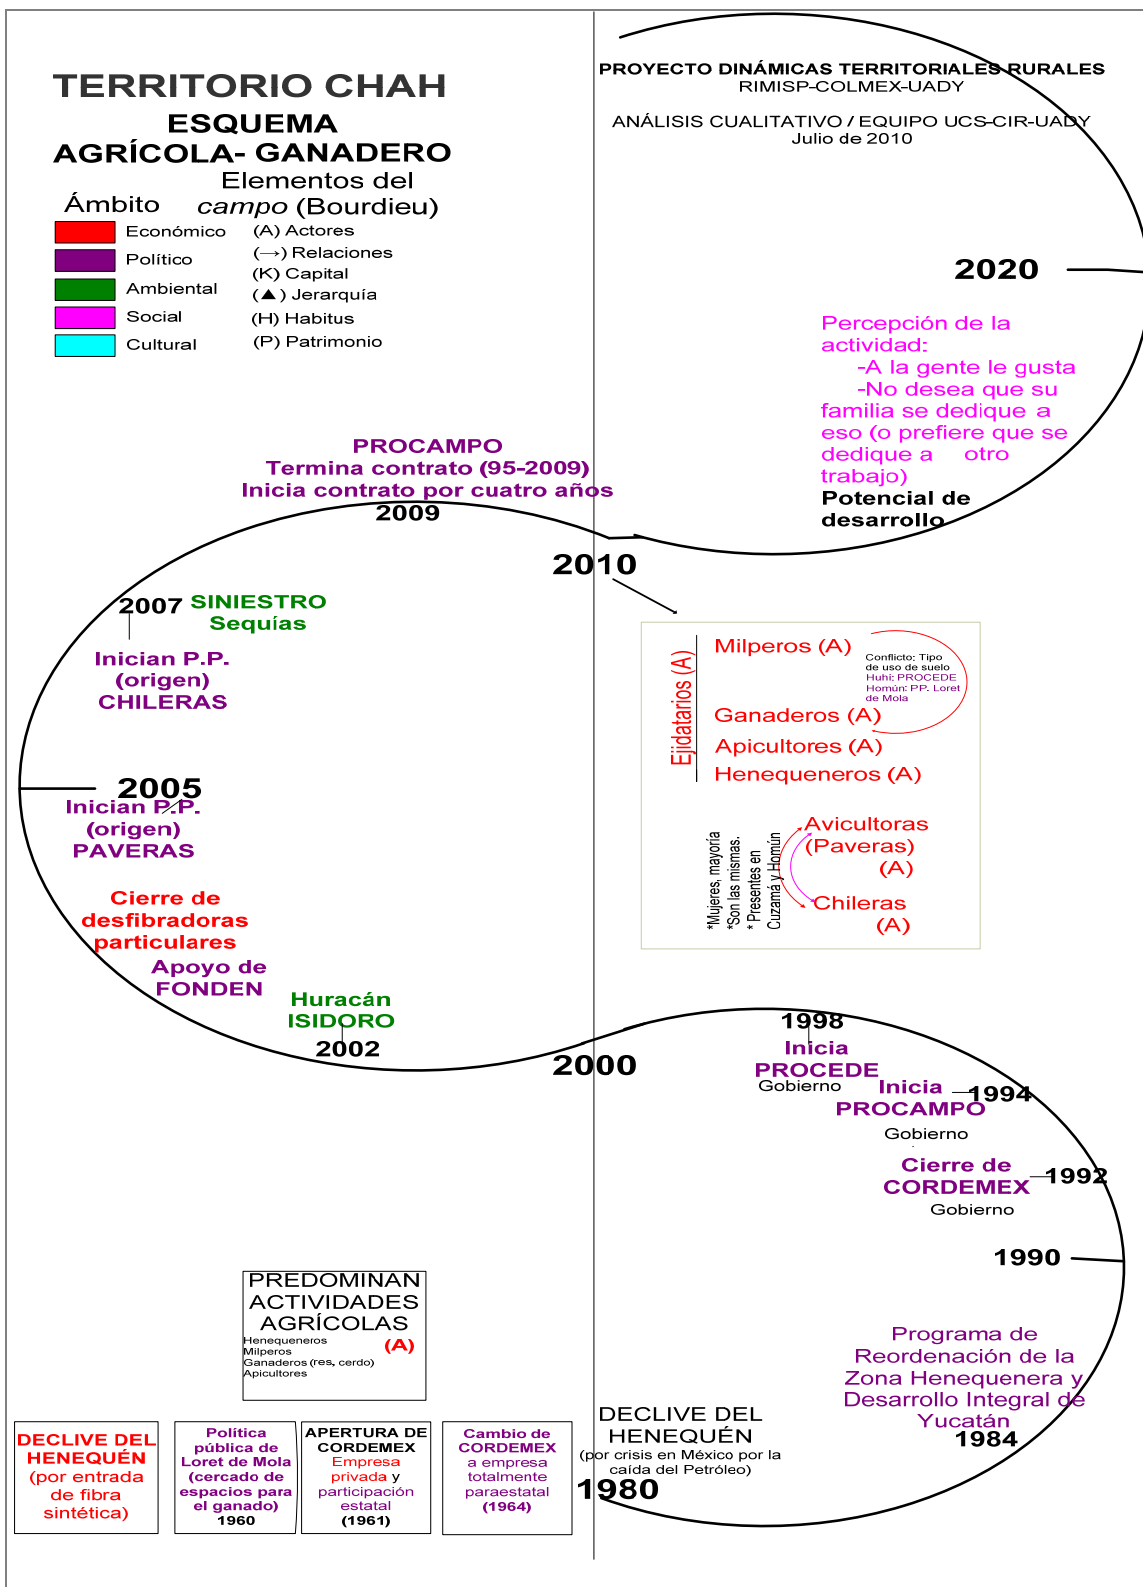 TERRITORIO CHAH
ESQUEMA
AGRÍCOLA- GANADERO
Elementos del
campo (Bourdieu)
Ámbito
Económico
Político
Ambiental
Social
Cultural
(A) Actores
(→) Relaciones
(K) Capital
(▲) Jerarquía
(H) Habitus
(P) Patrimonio
PROYECTO DINÁMICAS TERRITORIALES RURALES
RIMISP-COLMEX-UADY
ANÁLISIS CUALITATIVO / EQUIPO UCS-CIR-UADY
Julio de 2010
2020
Percepción de la
actividad:
-A la gente le gusta
-No desea que su
familia se dedique a
eso (o prefiere que se
dedique a otro
trabajo)
Potencial de
desarrollo
PROCAMPO
Termina contrato (95-2009)
Inicia contrato por cuatro años
2009
2010
2007
SINIESTRO
Sequías
Inician P.P.
(origen)
CHILERAS
2005
Inician P.P.
(origen)
PAVERAS
Cierre de
desfibradoras
particulares
Apoyo de
FONDEN
Huracán
ISIDORO
2002
2000
Ejidatarios (A)
Milperos (A)
Ganaderos (A)
Apicultores (A)
Henequeneros (A)
Conflicto: Tipo
de uso de suelo
Huhí: PROCEDE
Homún: PP. Loret
de Mola
*Mujeres, mayoría
*Son las mismas.
* Presentes en
Cuzamá y Homún
Avicultoras
(Paveras)
(A)
Chileras
(A)
1998
Inicia
PROCEDE
Gobierno
Inicia
PROCAMPO
1994
Gobierno
Cierre de
CORDEMEX
1992
Gobierno
1990
Programa de
Reordenación de la
Zona Henequenera y
Desarrollo Integral de
Yucatán
1984
DECLIVE DEL
HENEQUÉN
(por crisis en México por la
caída del Petróleo)
1980
PREDOMINAN
ACTIVIDADES
AGRÍCOLAS
Henequeneros
Milperos
Ganaderos (res, cerdo)
Apicultores
(A)
DECLIVE DEL
HENEQUÉN
(por entrada
de fibra
sintética)
Política
pública de
Loret de Mola
(cercado de
espacios para
el ganado)
1960
APERTURA DE
CORDEMEX
Empresa
privada y
participación
estatal
(1961)
Cambio de
CORDEMEX
a empresa
totalmente
paraestatal
(1964)